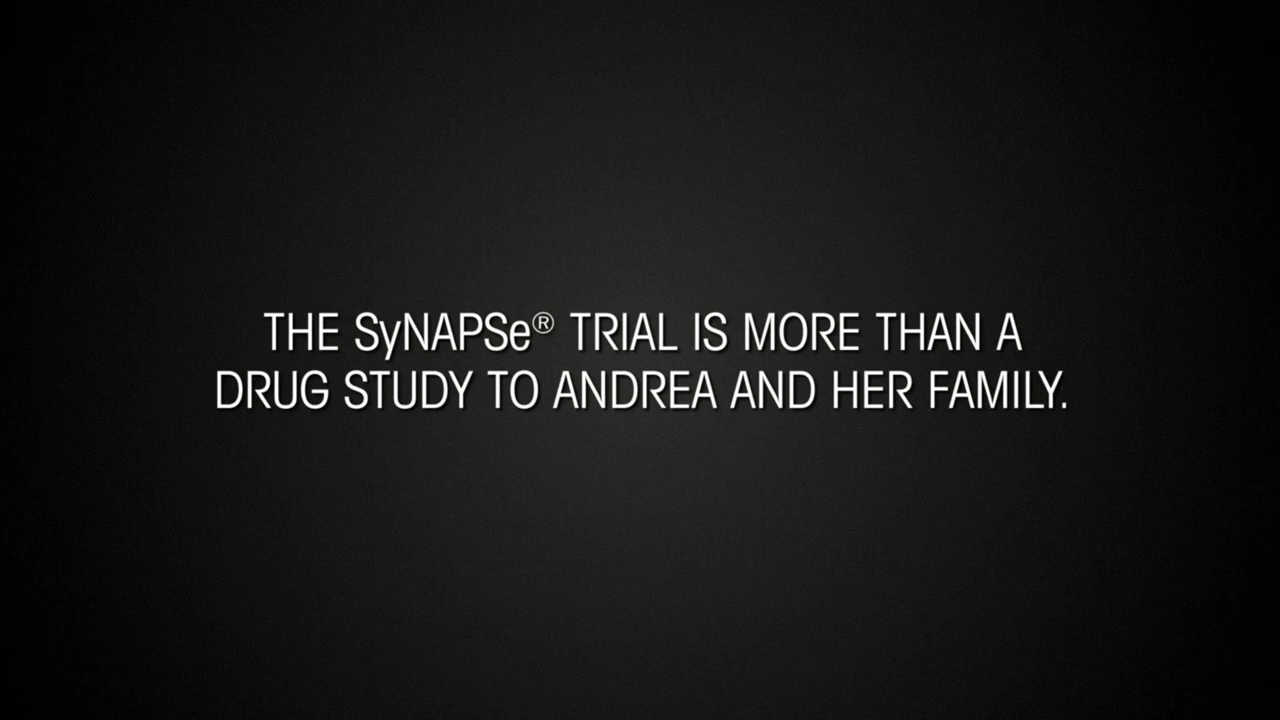 THE SyNAPSe® TRIAL IS MORE THAN A
DRUG STUDY TO ANDREA AND HER FAMILY.